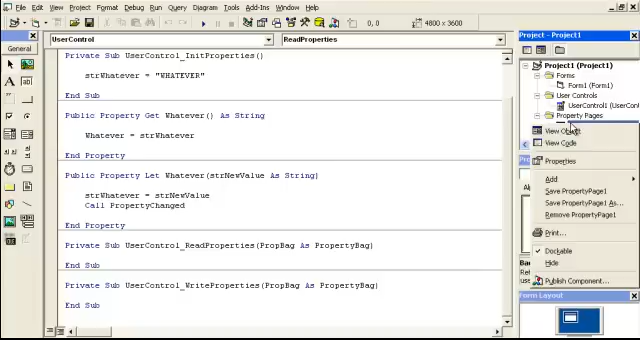 File Edit View Project Format Debug Run Query Diagram Tools Add-Ins Window Help
0, 0 4800 x 3600
General
UserControl ReadProperties
Private Sub UserControl_InitProperties()
strWhatever = "WHATEVER"
End Sub
Public Property Get Whatever() As String
Whatever = strWhatever
End Property
Public Property Let Whatever(strNewValue As String)
strWhatever = strNewValue
Call PropertyChanged
End Property
Private Sub UserControl_ReadProperties(PropBag As PropertyBag)
End Sub
Private Sub UserControl_WriteProperties(PropBag As PropertyBag)
End Sub
Project - Project1
Project1 (Project1)
Forms
Form1 (Form1)
User Controls
UserControl1 (UserCon
Property Pages
View Object
View Code
Properties
Add
Save PropertyPage1
Save PropertyPage1 As...
Remove PropertyPage1
Print...
Dockable
Hide
Publish Component...
Form Layout